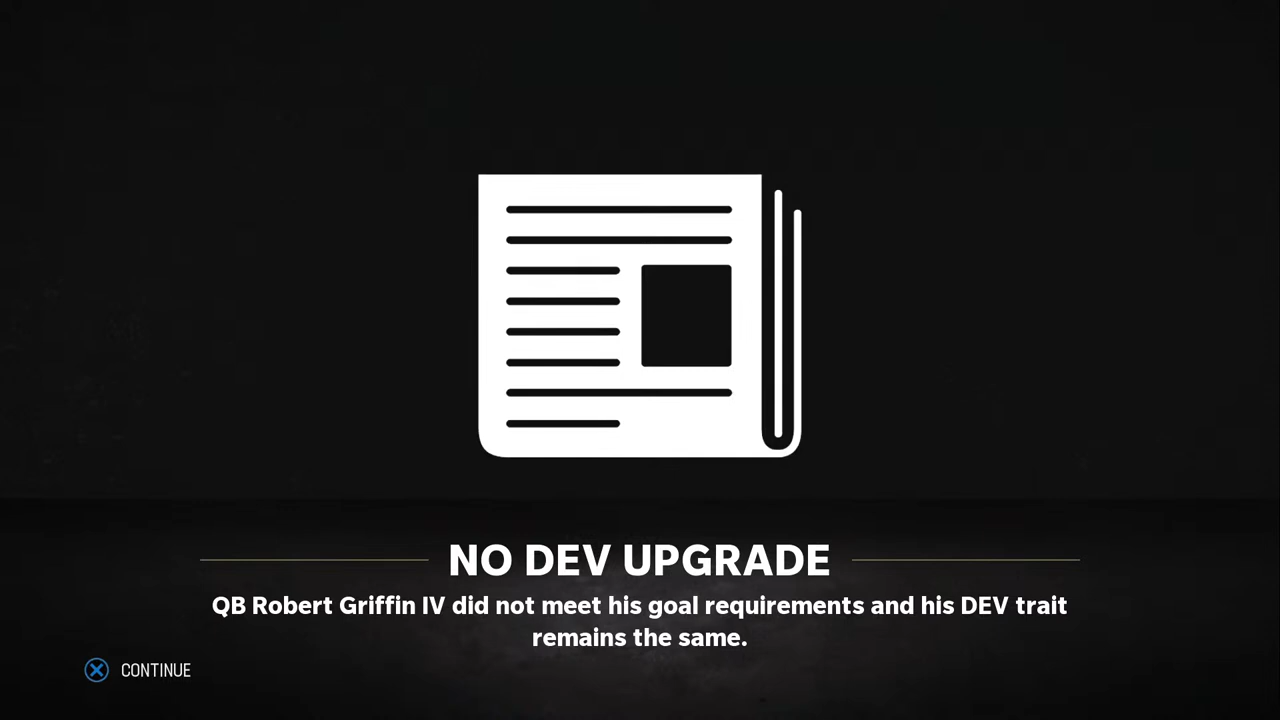 NO DEV UPGRADE
QB Robert Griffin IV did not meet his goal requirements and his DEV trait
remains the same.
CONTINUE